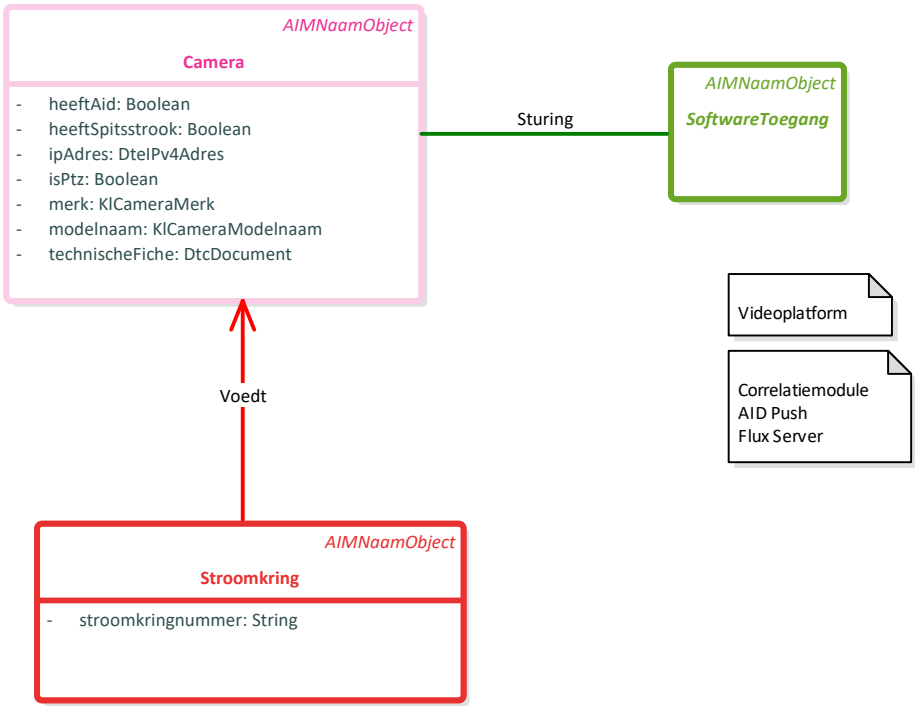 AIMNaamObject
Camera
- heeftAid: Boolean
- heeftSpitsstrook: Boolean
- ipAdres: DteIPv4Adres
- isPtz: Boolean
- merk: KlCameraMerk
- modelnaam: KlCameraModelnaam
- technischeFiche: DtcDocument
Sturing
AIMNaamObject
SoftwareToegang
Videoplatform
Correlatiemodule
AID Push
Flux Server
Voedt
AIMNaamObject
Stroomkring
- stroomkringnummer: String